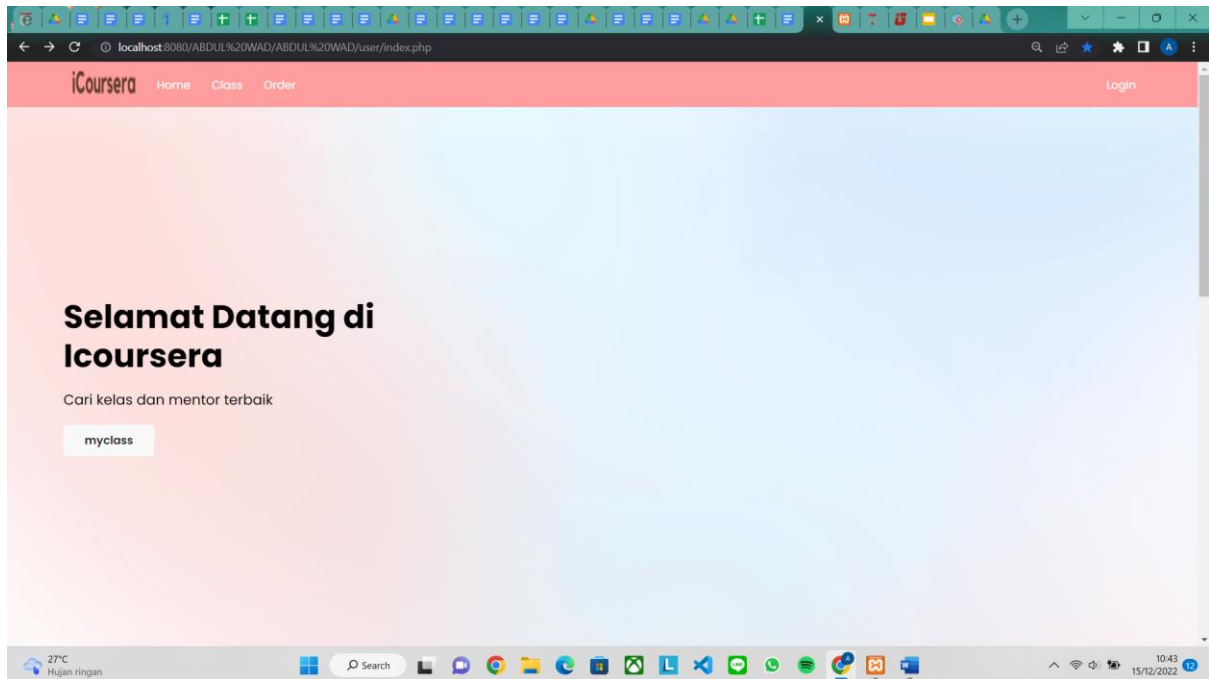 localhost:8080/ABDUL%20WAD/ABDUL%20WAD/user/index.php
A
iCoursera Home Class Order Login
Selamat Datang di
Icoursera
Cari kelas dan mentor terbaik
myclass
27°C
Hujan ringan
Search
10:43
15/12/2022
12